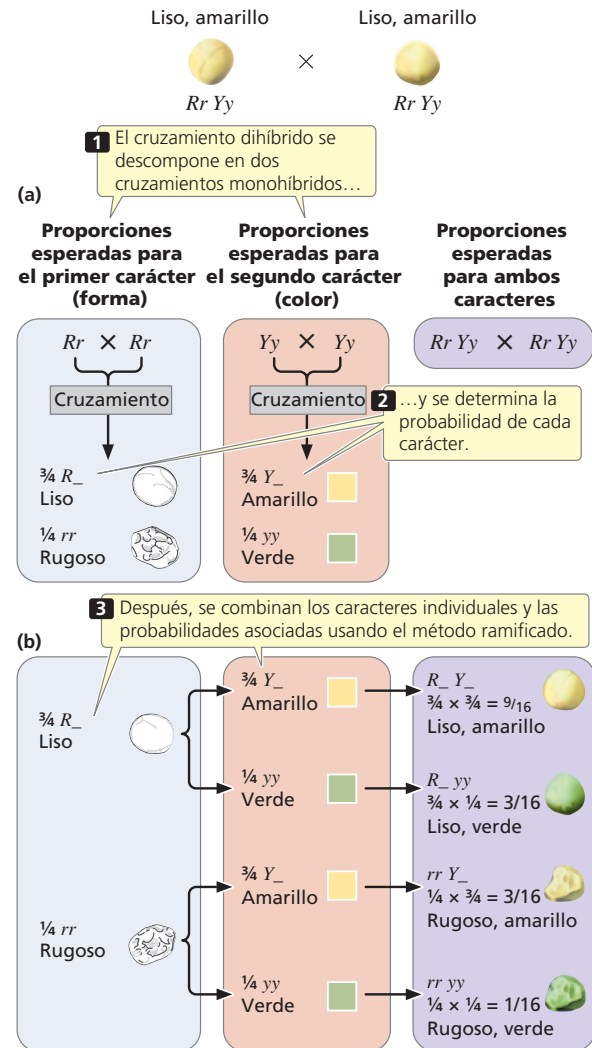 Liso, amarillo
Liso, amarillo
×
Rr Yy
Rr Yy
1 El cruzamiento dihíbrido se
descompone en dos
cruzamientos monohíbridos…
(a)
Proporciones
esperadas para
el primer carácter
(forma)
Proporciones
esperadas para
el segundo carácter
(color)
Proporciones
esperadas
para ambos
caracteres
Rr × Rr
Cruzamiento
¾ R_
Liso
¼ rr
Rugoso
Yy × Yy
Cruzamiento
¾ Y_
Amarillo
¼ yy
Verde
Rr Yy × Rr Yy
2 …y se determina la
probabilidad de cada
carácter.
3 Después, se combinan los caracteres individuales y las
probabilidades asociadas usando el método ramificado.
(b)
¾ R_
Liso
¾ Y_
Amarillo
R_ Y_
¾ × ¾ = 9/16
Liso, amarillo
¼ yy
Verde
R_ yy
¾ × ¼ = 3/16
Liso, verde
¼ rr
Rugoso
¾ Y_
Amarillo
rr Y_
¼ × ¾ = 3/16
Rugoso, amarillo
¼ yy
Verde
rr yy
¼ × ¼ = 1/16
Rugoso, verde